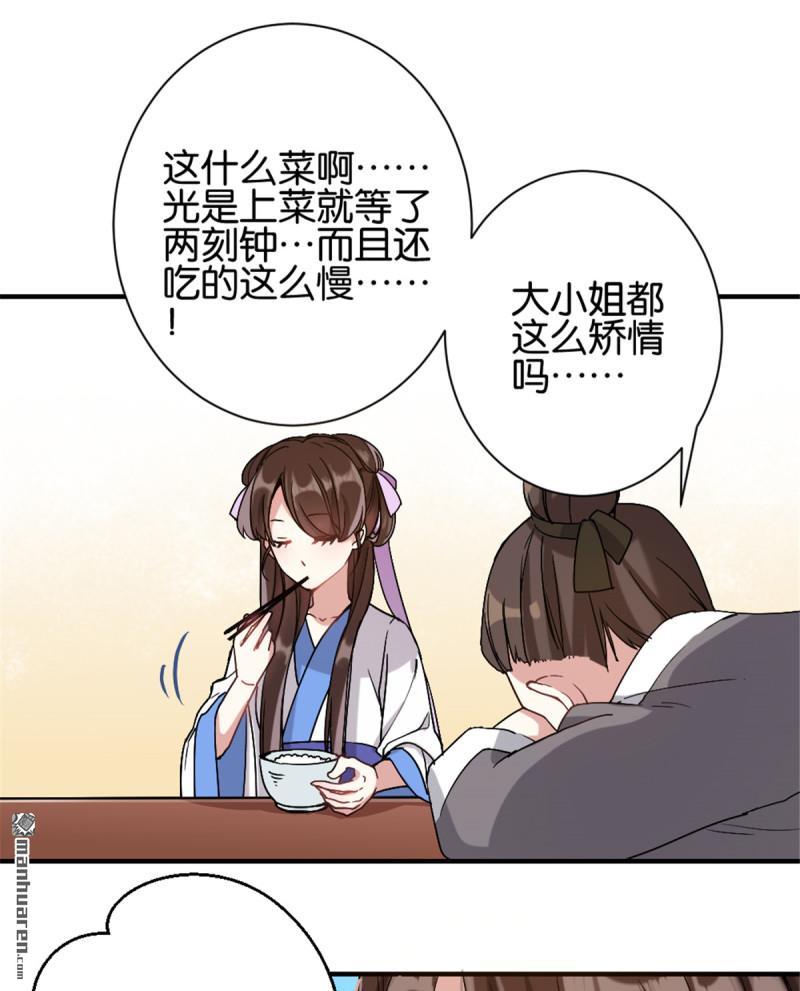 这什么菜啊……
光是上菜就等了
两刻钟…而且还
吃的这么慢……
！
大小姐都
这么矫情
吗……
manhuaren.com